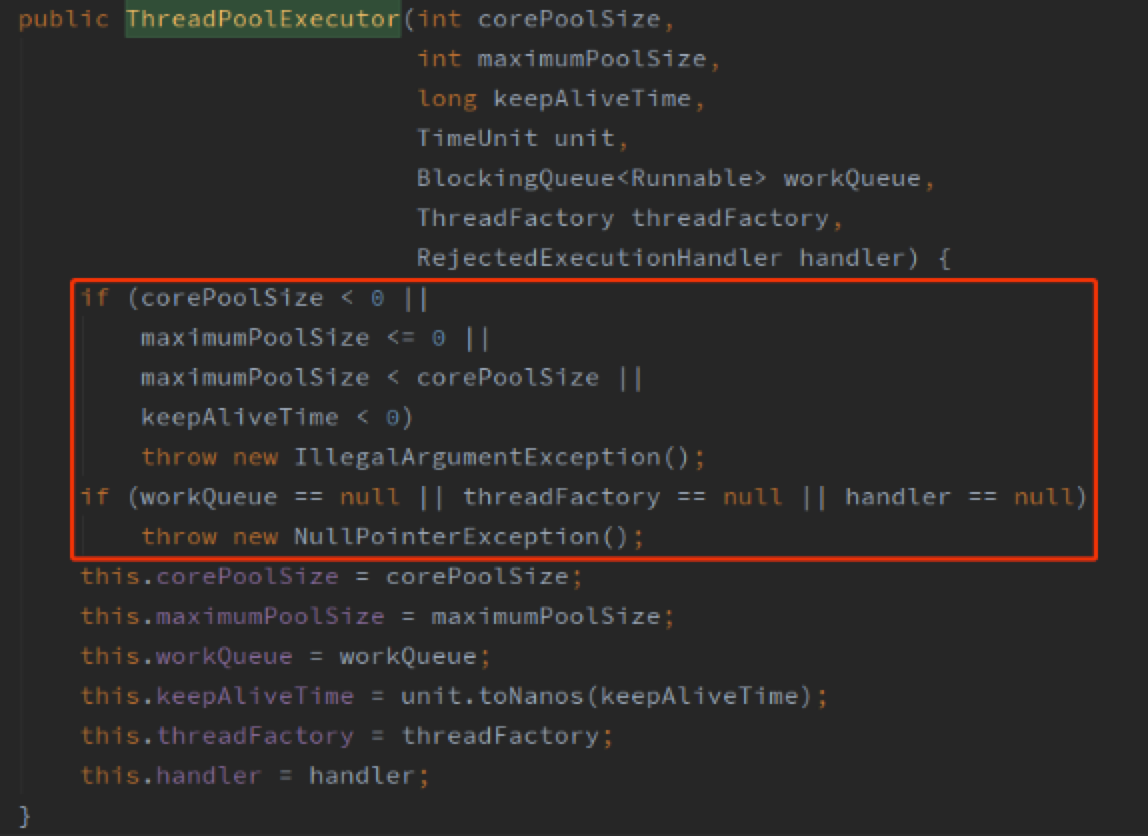 public ThreadPoolExecutor(int corePoolSize,
int maximumPoolSize,
long keepAliveTime,
TimeUnit unit,
BlockingQueue<Runnable> workQueue,
ThreadFactory threadFactory,
RejectedExecutionHandler handler) {
if (corePoolSize < 0 ||
maximumPoolSize <= 0 ||
maximumPoolSize < corePoolSize ||
keepAliveTime < 0)
throw new IllegalArgumentException();
if (workQueue == null || threadFactory == null || handler == null)
throw new NullPointerException();
this.corePoolSize = corePoolSize;
this.maximumPoolSize = maximumPoolSize;
this.workQueue = workQueue;
this.keepAliveTime = unit.toNanos(keepAliveTime);
this.threadFactory = threadFactory;
this.handler = handler;
}